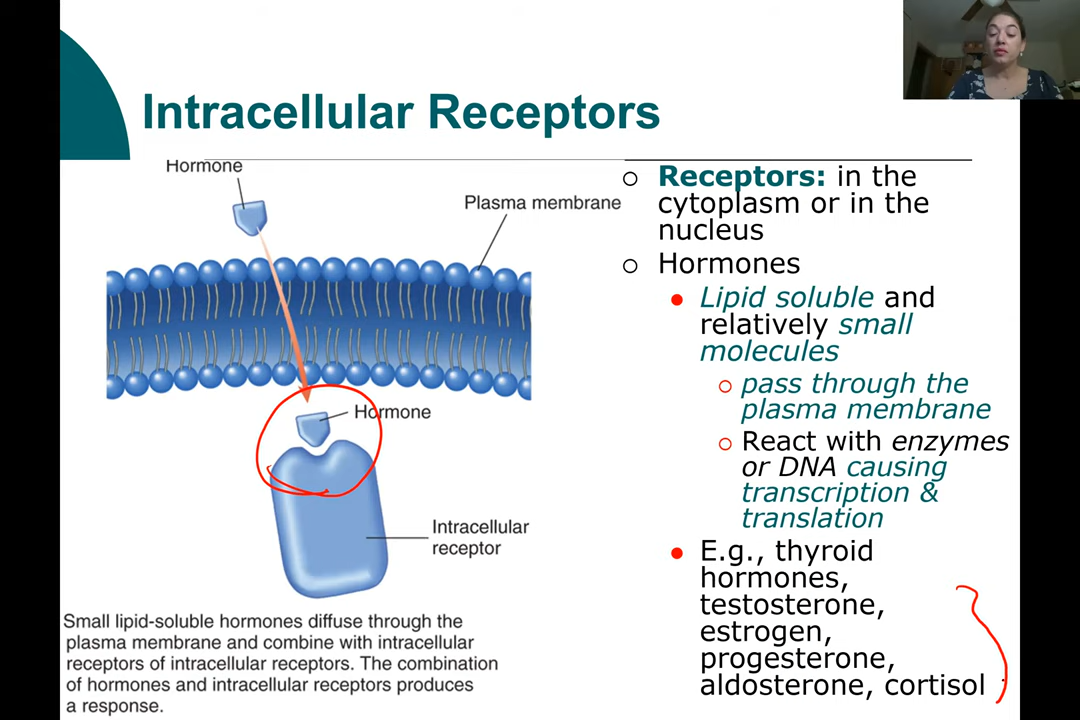 Intracellular Receptors
Hormone
Plasma membrane
Hormone
Intracellular
receptor
Small lipid-soluble hormones diffuse through the
plasma membrane and combine with intracellular
receptors of intracellular receptors. The combination
of hormones and intracellular receptors produces
a response.
Receptors: in the
cytoplasm or in the
nucleus
Hormones
Lipid soluble and
relatively small
molecules
pass through the
plasma membrane
React with enzymes
or DNA causing
transcription &
translation
E.g., thyroid
hormones,
testosterone,
estrogen,
progesterone,
aldosterone, cortisol